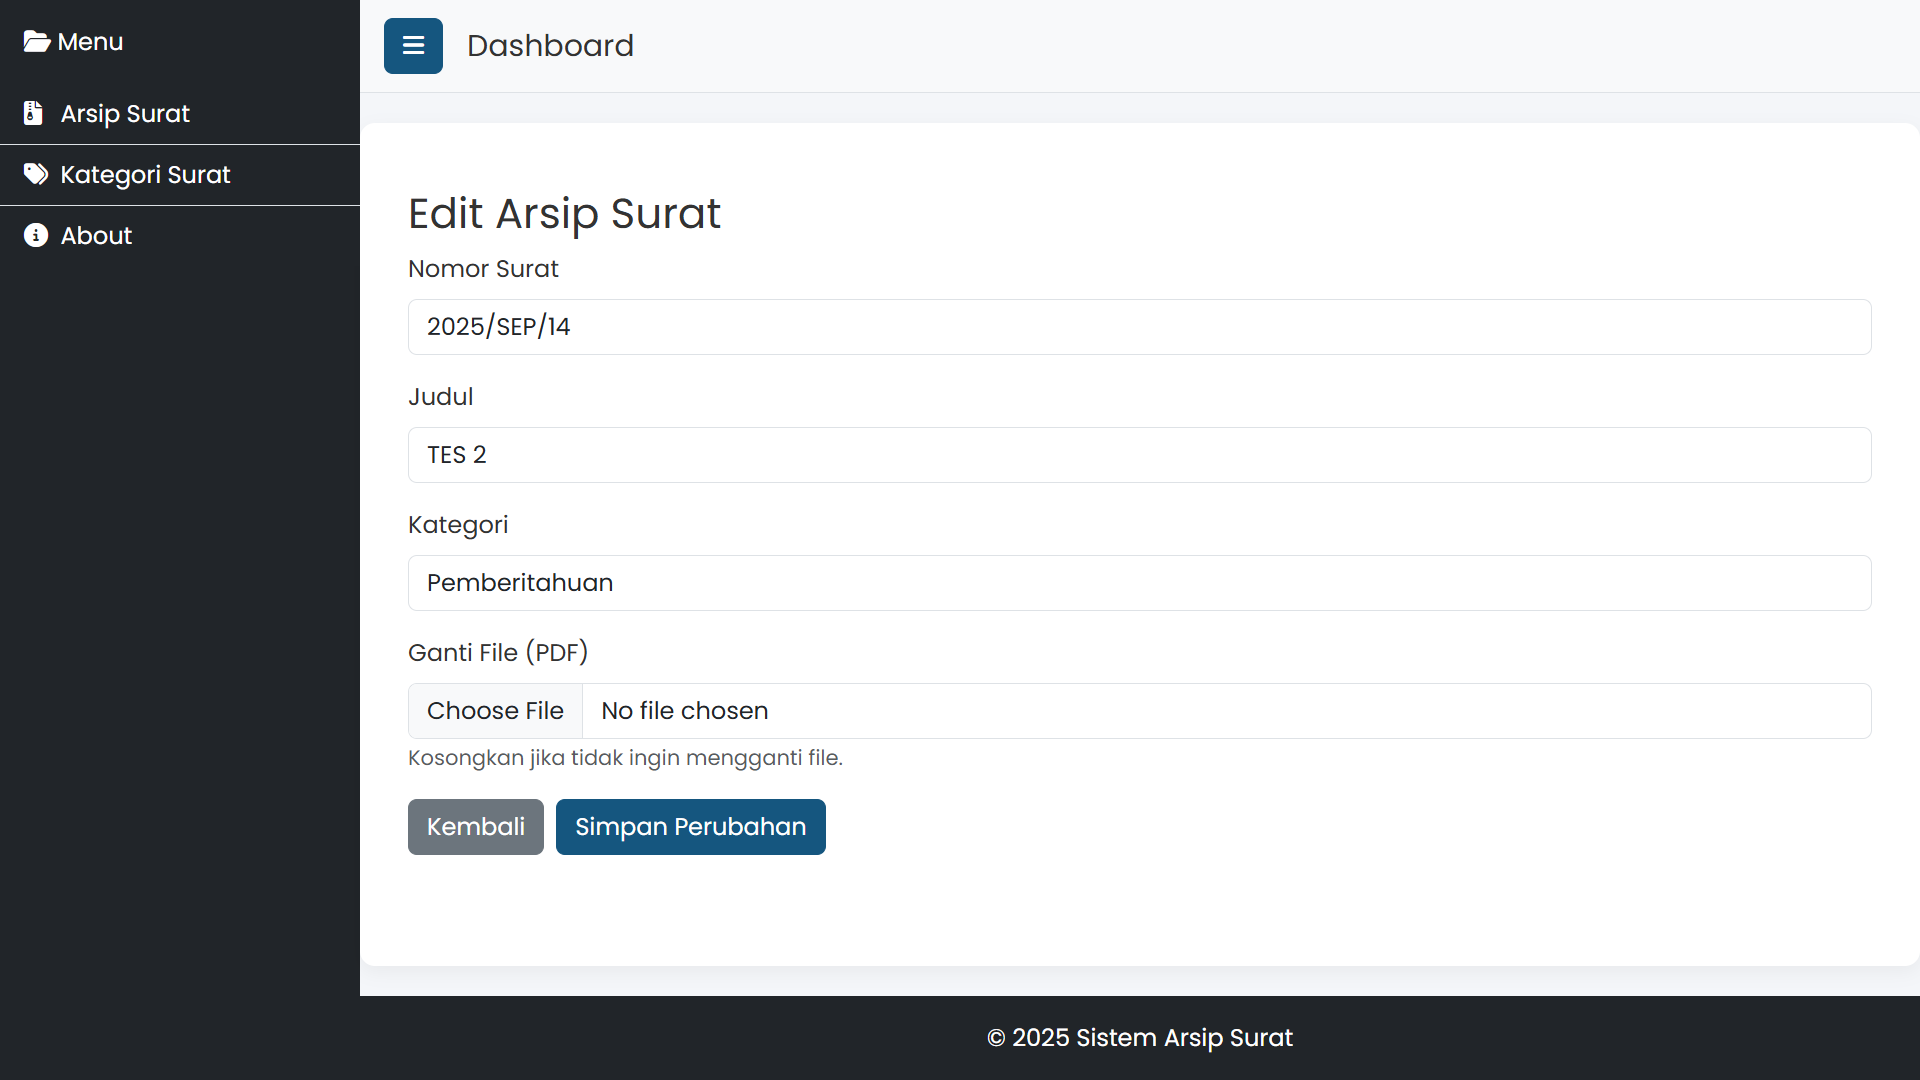 Menu
Arsip Surat
Kategori Surat
About
Dashboard
Edit Arsip Surat
Nomor Surat
2025/SEP/14
Judul
TES 2
Kategori
Pemberitahuan
Ganti File (PDF)
Choose File No file chosen
Kosongkan jika tidak ingin mengganti file.
Kembali Simpan Perubahan
© 2025 Sistem Arsip Surat